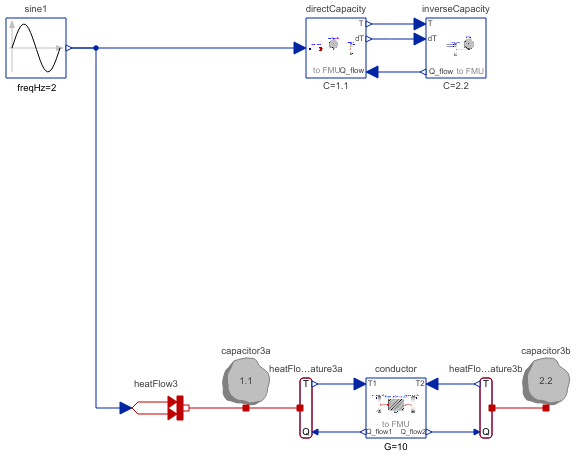 sine1
directCapacity
inverseCapacity
T
T
dT
dT
to FMU
Q_flow
Q_flow
to FMU
freqHz=2
C=1.1
C=2.2
capacitor3a
capacitor3b
heatFlo...ature3a
conductor
heatFlo...ature3b
heatFlow3
1.1
T
T1
T2
T
2.2
to FMU
Q
Q_flow1
Q_flow2
Q
G=10